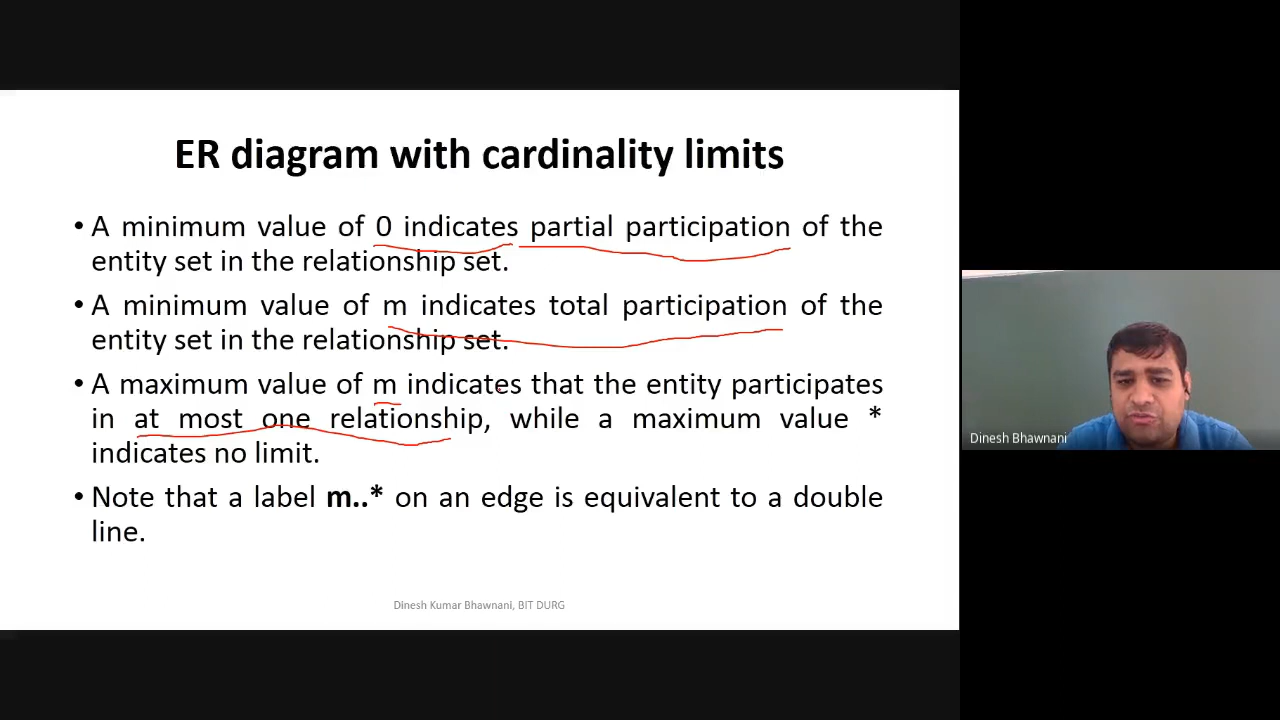 ER diagram with cardinality limits
• A minimum value of 0 indicates partial participation of the
entity set in the relationship set.
• A minimum value of m indicates total participation of the
entity set in the relationship set.
• A maximum value of m indicates that the entity participates
in at most one relationship, while a maximum value *
indicates no limit.
• Note that a label m..* on an edge is equivalent to a double
line.
Dinesh Kumar Bhawnani, BIT DURG
Dinesh Bhawnani